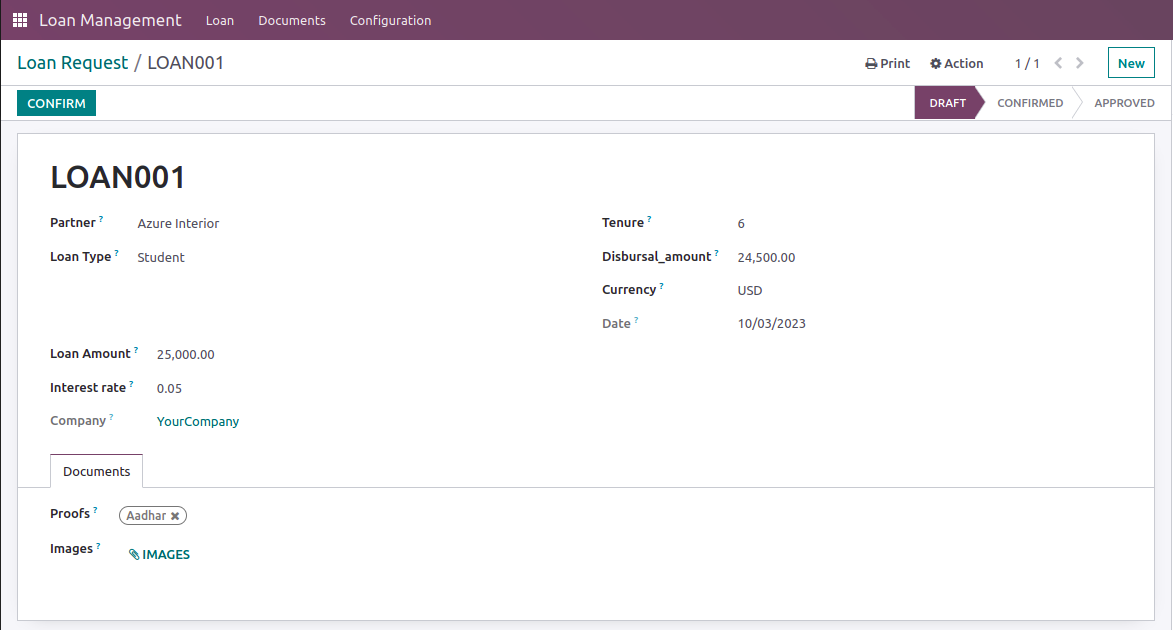 Loan Management Loan Documents Configuration
Loan Request / LOAN001 Print Action 1 / 1 New
CONFIRM DRAFT CONFIRMED APPROVED
LOAN001
Partner ? Azure Interior Tenure ? 6
Loan Type ? Student Disbursal_amount ? 24,500.00
Currency ? USD
Date ? 10/03/2023
Loan Amount ? 25,000.00
Interest rate ? 0.05
Company ? YourCompany
Documents
Proofs ? Aadhar
Images ? IMAGES